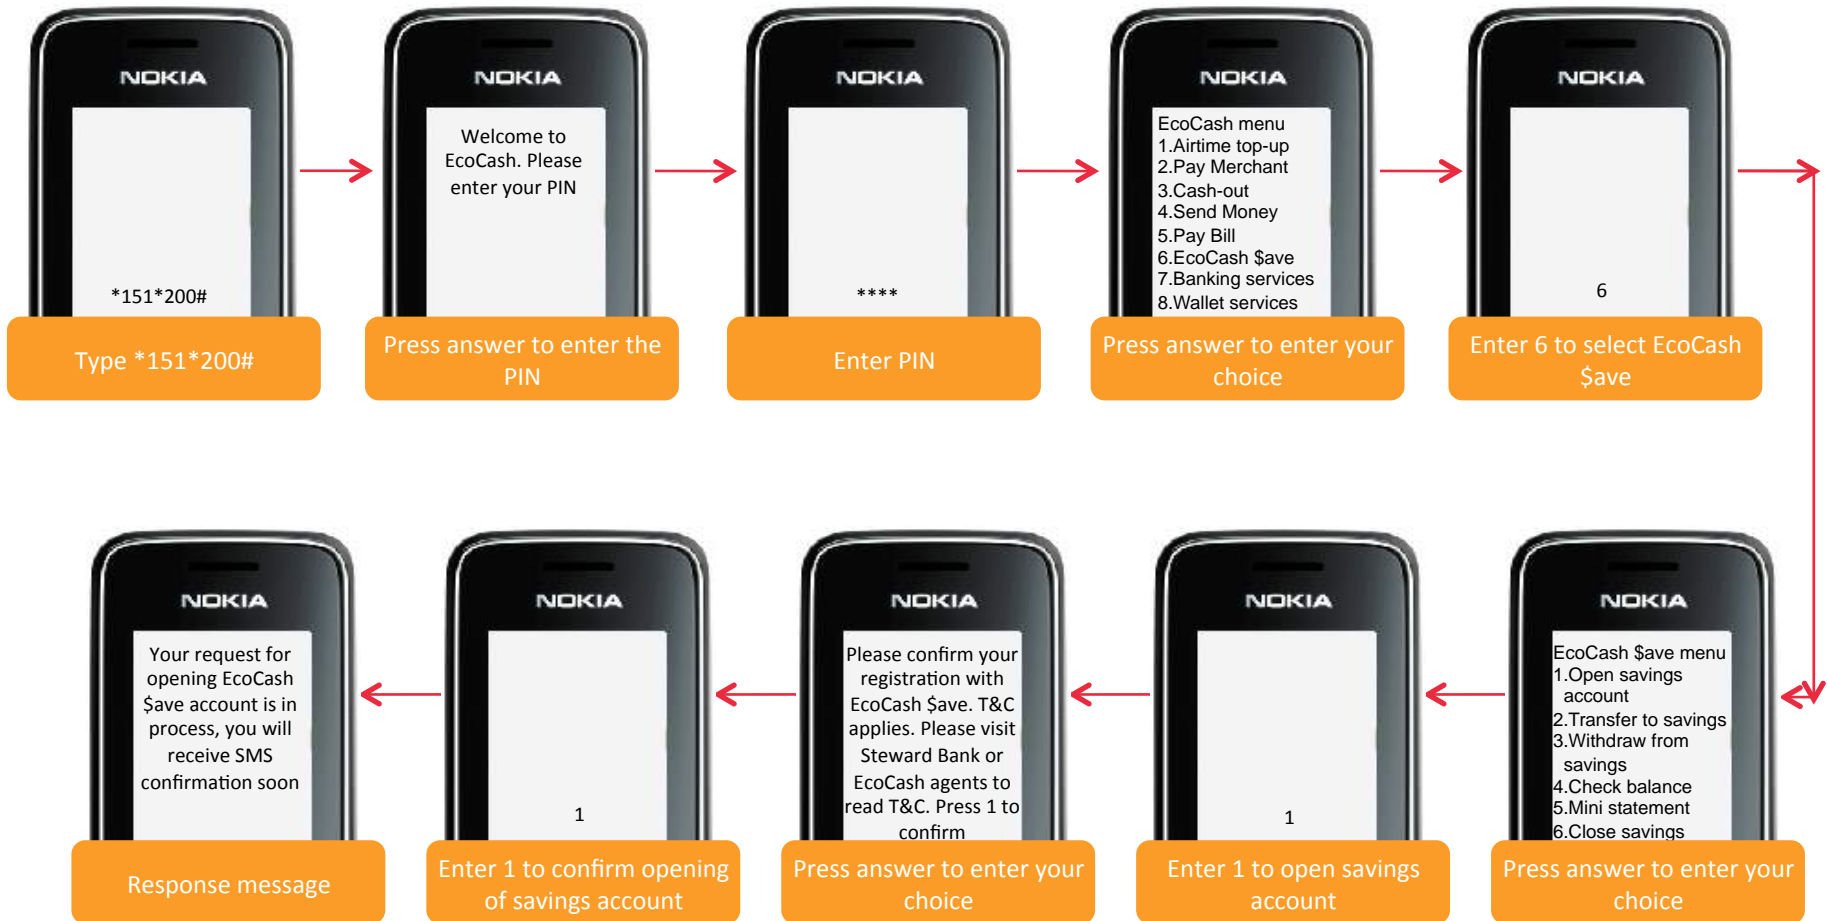 NOKIA
*151*200#
Type *151*200#
NOKIA
Welcome to
EcoCash. Please
enter your PIN
Press answer to enter the
PIN
NOKIA
****
Enter PIN
NOKIA
EcoCash menu
1.Airtime top-up
2.Pay Merchant
3.Cash-out
4.Send Money
5.Pay Bill
6.EcoCash $ave
7.Banking services
8.Wallet services
Press answer to enter your
choice
NOKIA
6
Enter 6 to select EcoCash
$ave
NOKIA
EcoCash $ave menu
1.Open savings
account
2.Transfer to savings
3.Withdraw from
savings
4.Check balance
5.Mini statement
6.Close savings
Press answer to enter your
choice
NOKIA
1
Enter 1 to open savings
account
NOKIA
Please confirm your
registration with
EcoCash $ave. T&C
applies. Please visit
Steward Bank or
EcoCash agents to
read T&C. Press 1 to
confirm
Press answer to enter your
choice
NOKIA
1
Enter 1 to confirm opening
of savings account
NOKIA
Your request for
opening EcoCash
$ave account is in
process, you will
receive SMS
confirmation soon
Response message